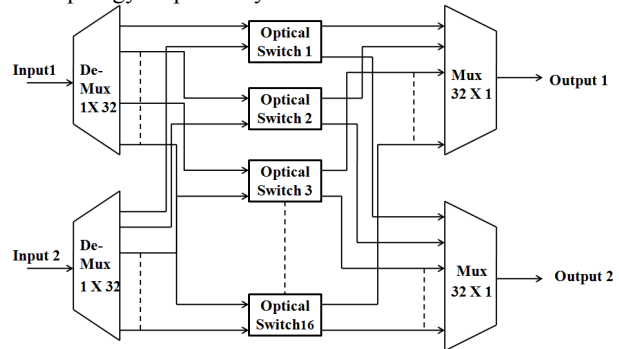 Input1
De-
Mux
1X 32
Optical
Switch 1
Optical
Switch 2
Optical
Switch 3
Mux
32 X 1
Output 1
Input 2
De-
Mux
1 X 32
Optical
Switch16
Mux
32 X 1
Output 2